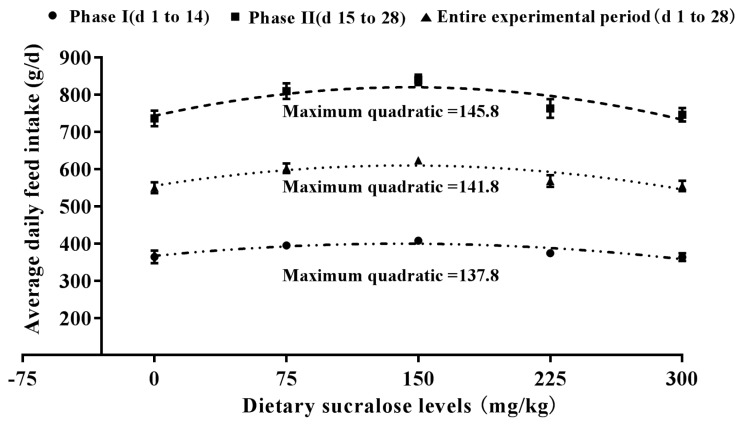 Phase I(d 1 to 14) Phase II(d 15 to 28) Entire experimental period(d 1 to 28)
Average daily feed intake (g/d)
900
800
Maximum quadratic =145.8
700
600
Maximum quadratic =141.8
500
400
Maximum quadratic =137.8
300
200
-75 0 75 150 225 300
Dietary sucralose levels (mg/kg)